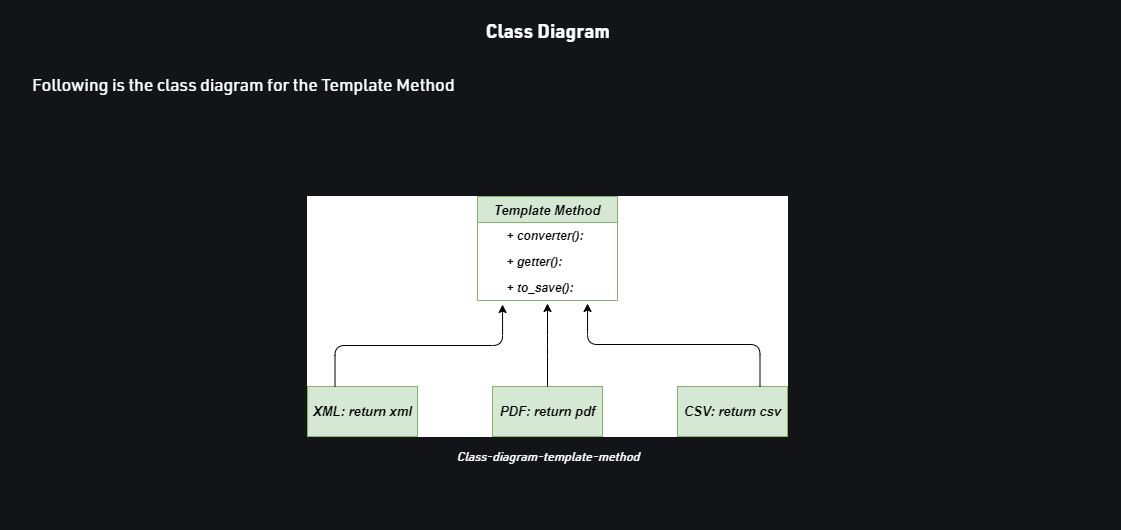 Class Diagram
Following is the class diagram for the Template Method
Template Method
+ converter():
+ getter():
+ to_save():
XML: return xml
PDF: return pdf
CSV: return csv
Class-diagram-template-method